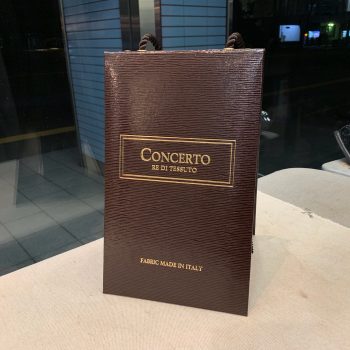 CONCERTO
RE DI TESSUTO
FABRIC MADE IN ITALY